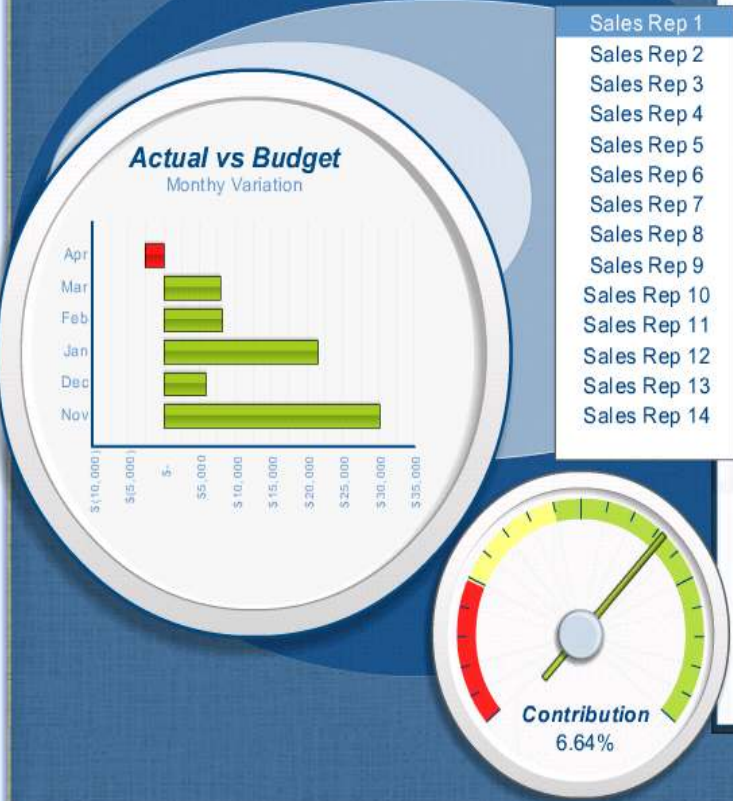 Actual vs Budget
Monthy Variation
Apr
Mar
Feb
Jan
Dec
Nov
$(10,000)
$(5,000)
$-
$5,000
$10,000
$15,000
$20,000
$25,000
$30,000
$35,000
Sales Rep 1
Sales Rep 2
Sales Rep 3
Sales Rep 4
Sales Rep 5
Sales Rep 6
Sales Rep 7
Sales Rep 8
Sales Rep 9
Sales Rep 10
Sales Rep 11
Sales Rep 12
Sales Rep 13
Sales Rep 14
Contribution
6.64%